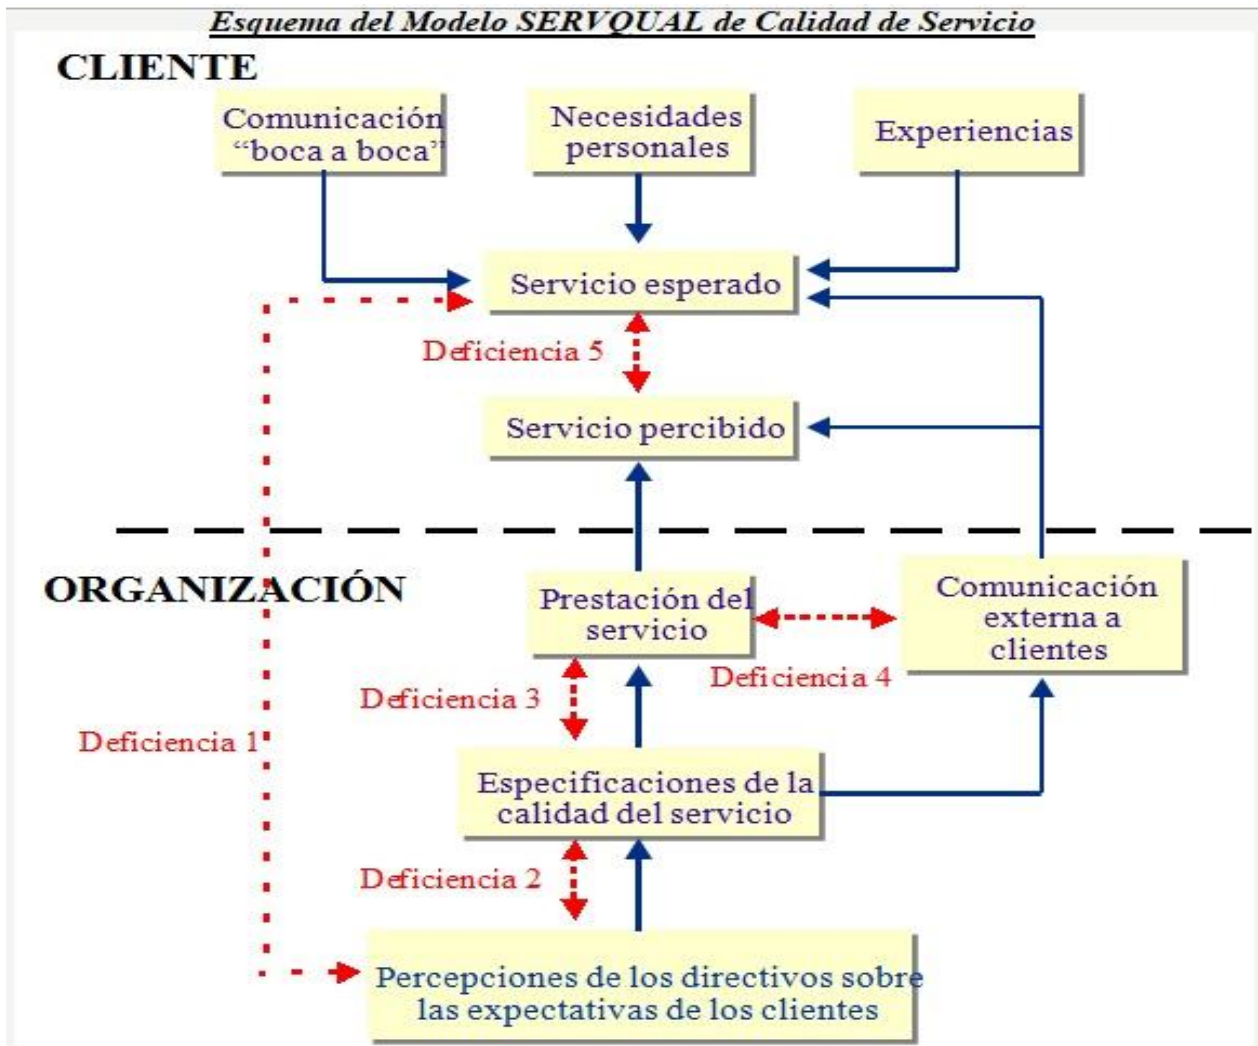 Esquema del Modelo SERVQUAL de Calidad de Servicio
CLIENTE
Comunicación
“boca a boca”
Necesidades
personales
Experiencias
Servicio esperado
Deficiencia 5
Servicio percibido
ORGANIZACIÓN
Prestación del
servicio
Comunicación
externa a
clientes
Deficiencia 4
Deficiencia 3
Deficiencia 1
Especificaciones de la
calidad del servicio
Deficiencia 2
Percepciones de los directivos sobre
las expectativas de los clientes